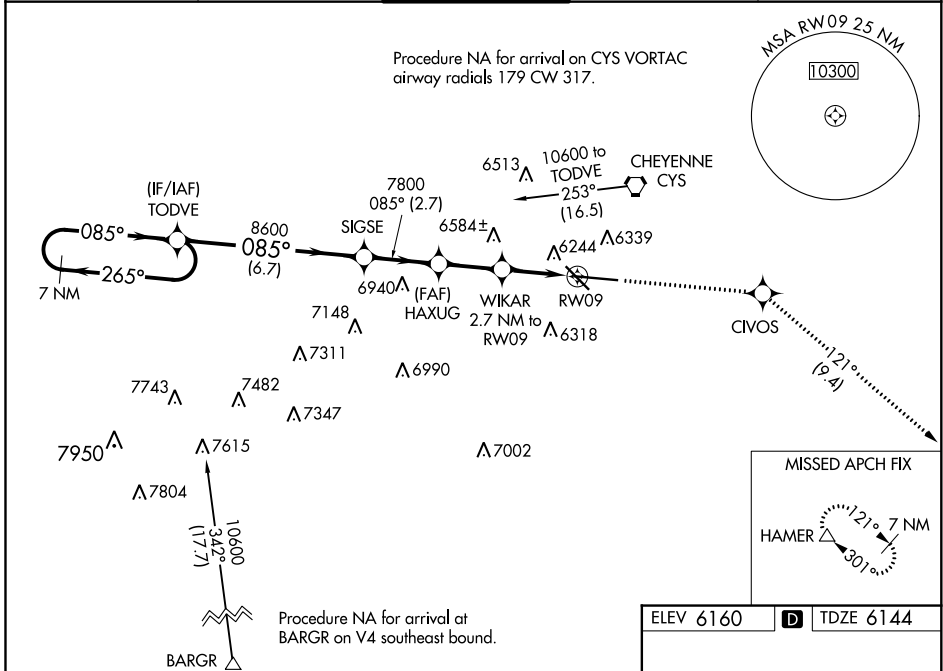 Procedure NA for arrival on CYS VORTAC
airway radials 179 CW 317.
MSA RW09 25 NM
10300
(IF/IAF)
TODVE
085°
265°
7 NM
8600
085°
(6.7)
SIGSE
7800
085° (2.7)
6513
10600 to
TODVE
253°
(16.5)
CHEYENNE
CYS
6584±
6244
6339
6940
(FAF)
HAXUG
WIKAR
2.7 NM to
RW09
RW09
6318
CIVOS
121°
(9.4)
7148
7311
6990
7743
7482
7347
7950
7615
7002
7804
10600
342°
(17.7)
BARGR
Procedure NA for arrival at
BARGR on V4 southeast bound.
MISSED APCH FIX
HAMER
121°
7 NM
301°
ELEV 6160 D TDZE 6144